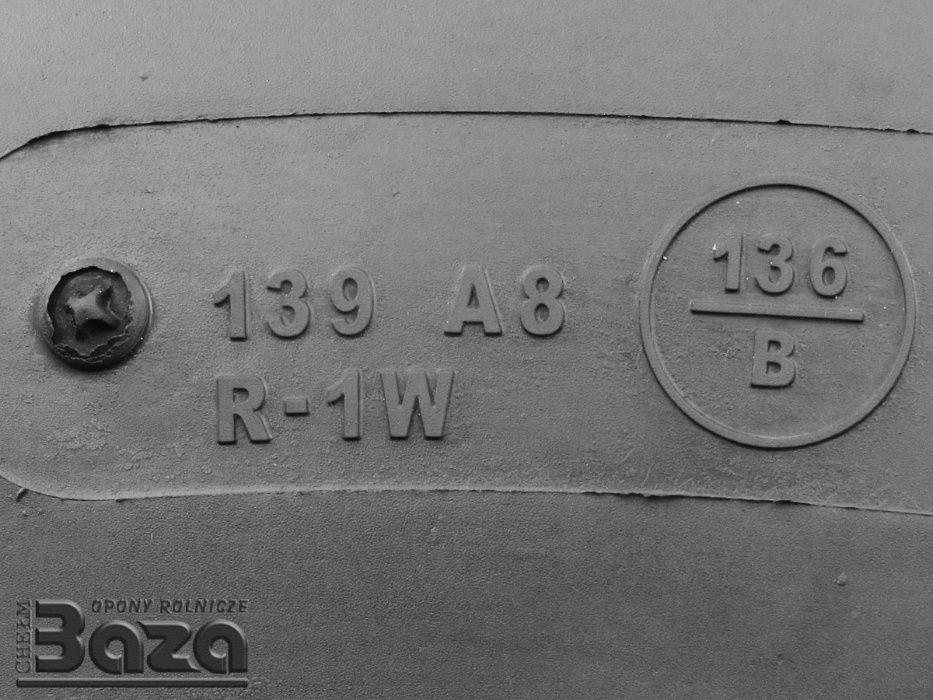 139 A8
R-1W
136
B
OPONY ROLNICZE
CHEŁM
Baza